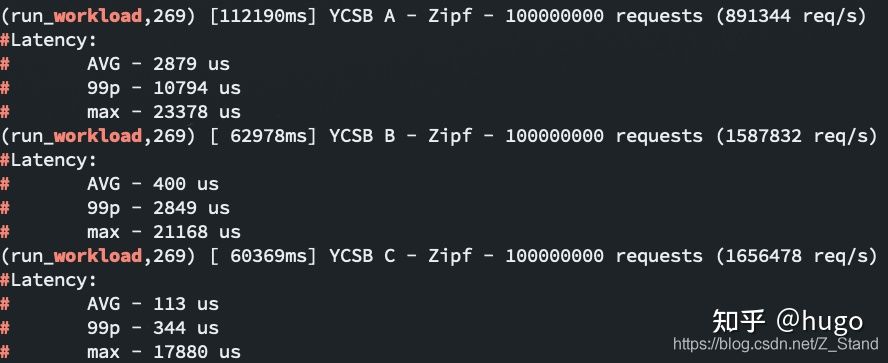 (run_workload,269) [112190ms] YCSB A - Zipf - 100000000 requests (891344 req/s)
#Latency:
#       AVG - 2879 us
#       99p - 10794 us
#       max - 23378 us
(run_workload,269) [ 62978ms] YCSB B - Zipf - 100000000 requests (1587832 req/s)
#Latency:
#       AVG - 400 us
#       99p - 2849 us
#       max - 21168 us
(run_workload,269) [ 60369ms] YCSB C - Zipf - 100000000 requests (1656478 req/s)
#Latency:
#       AVG - 113 us
#       99p - 344 us
#       max - 17880 us
知乎 @hugo
https://blog.csdn.net/Z_Stand